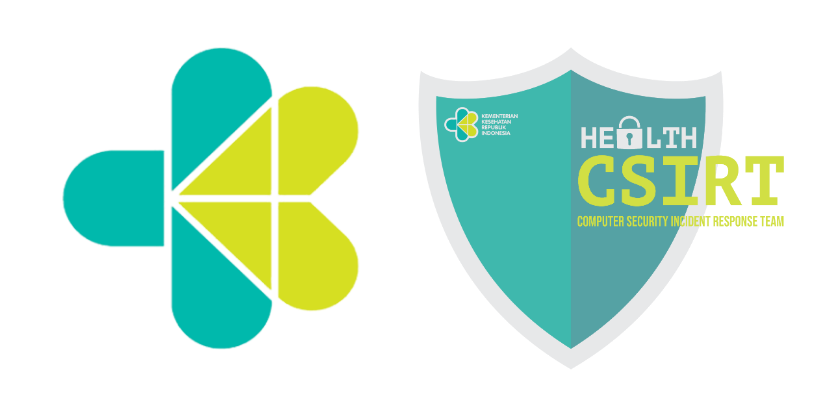 KEMENTERIAN
KESEHATAN
REPUBLIK
INDONESIA
HEALTH
CSIRT
COMPUTER SECURITY INCIDENT RESPONSE TEAM